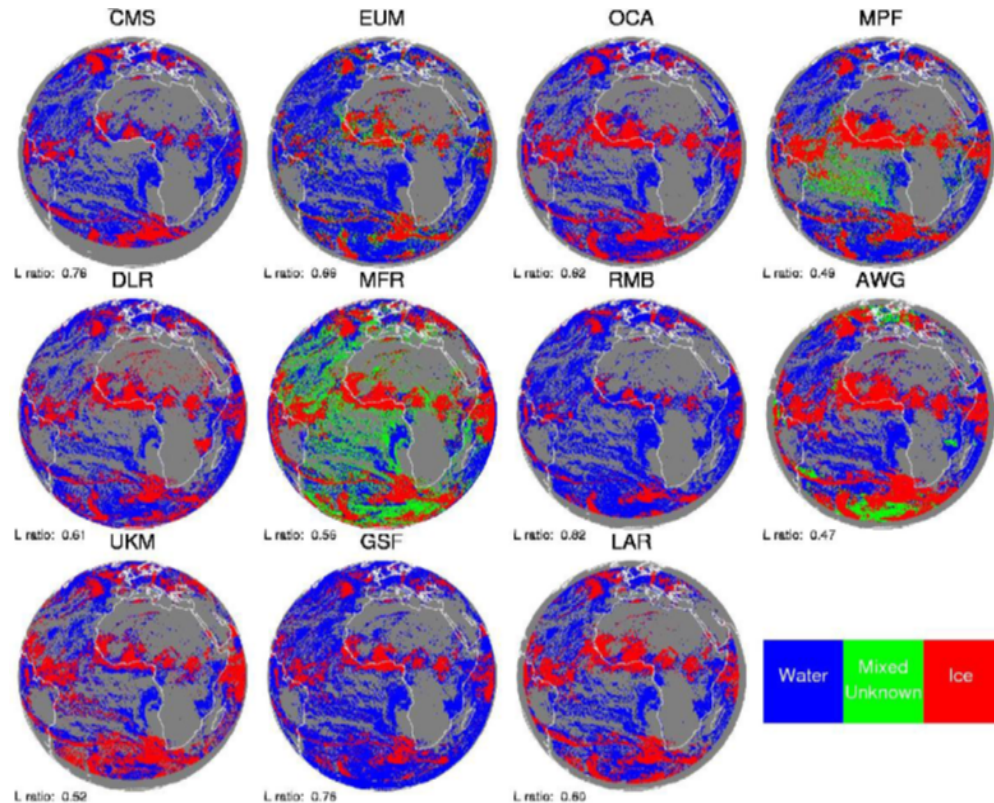 CMS EUM OCA MPF
L ratio: 0.76 L ratio: 0.66 L ratio: 0.62 L ratio: 0.49
DLR MFR RMB AWG
L ratio: 0.61 L ratio: 0.56 L ratio: 0.82 L ratio: 0.47
UKM GSF LAR
Water Mixed Ice
Unknown
L ratio: 0.52 L ratio: 0.76 L ratio: 0.60